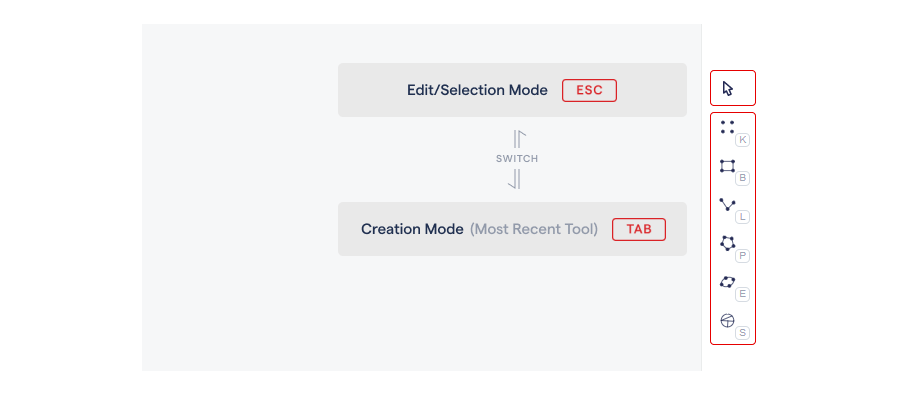 Edit/Selection Mode ESC
SWITCH
Creation Mode (Most Recent Tool) TAB
K
B
L
P
E
S